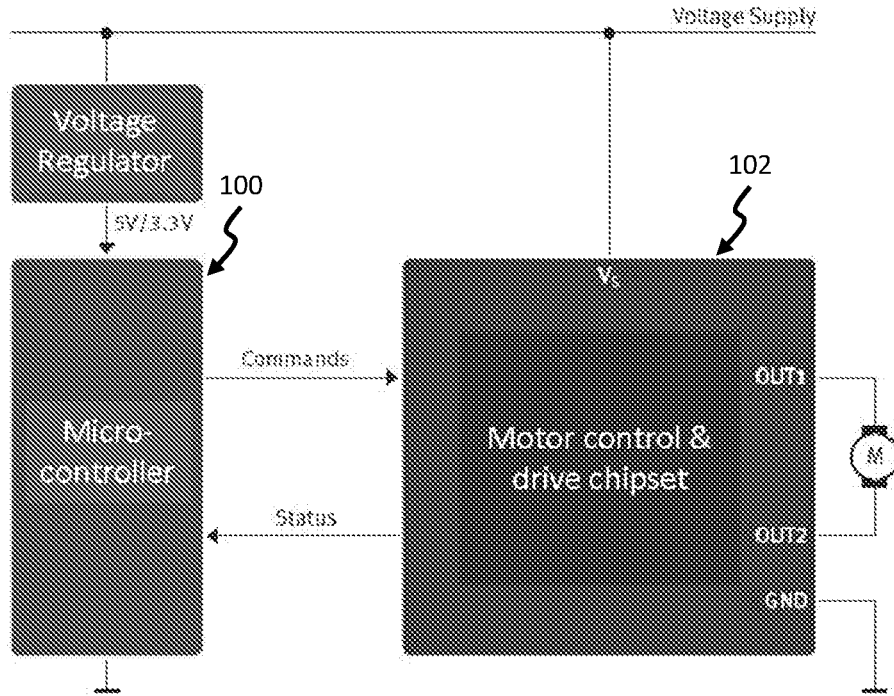 Voltage Supply
Voltage
Regulator
5V/3.3V
100
102
Vs
Commands
OUT1
Micro-
controller
Motor control &
drive chipset
M
Status
OUT2
GND